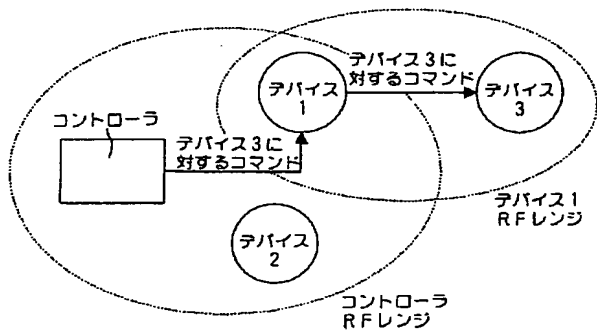 デバイス3に
対するコマンド
デバイス
1
デバイス
3
コントローラ
デバイス3に
対するコマンド
デバイス1
RFレンジ
デバイス
2
コントローラ
RFレンジ